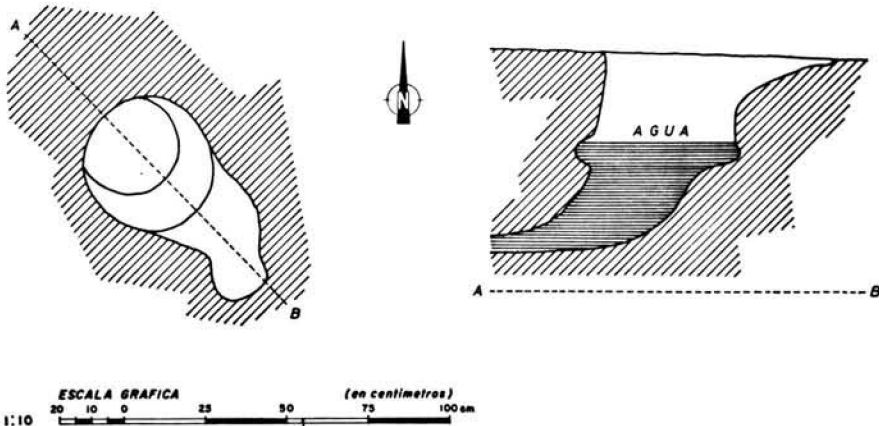 A
N
AGUA
B
A B
ESCALA GRAFICA (en centimetros)
1:10 20 10 0 25 50 75 100 cm